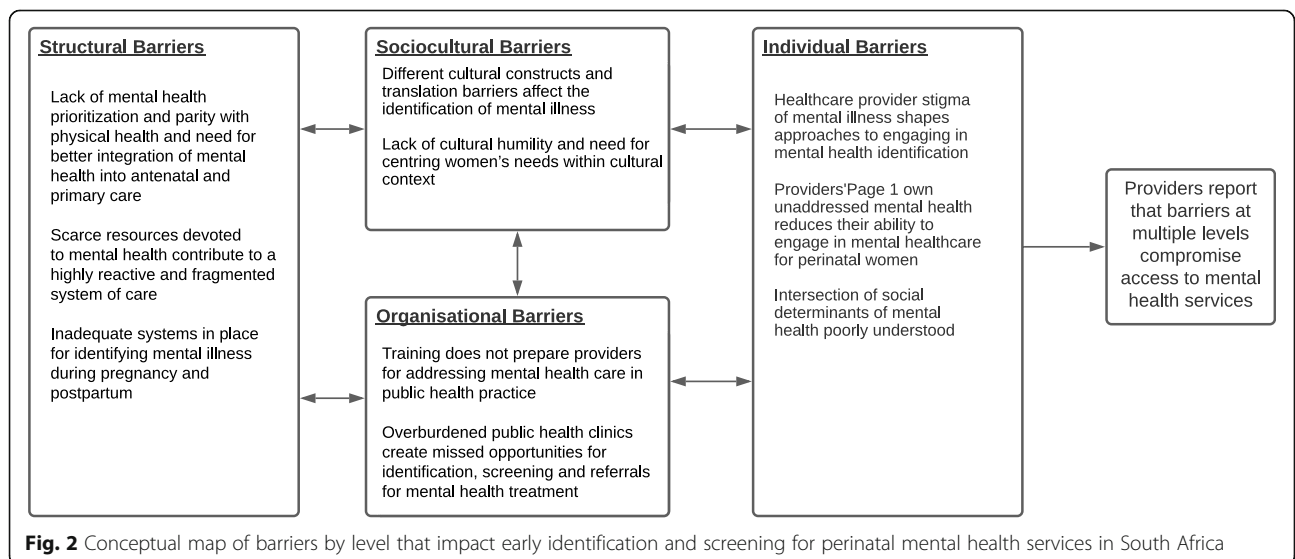 Structural Barriers
Lack of mental health
prioritization and parity with
physical health and need for
better integration of mental
health into antenatal and
primary care
Scarce resources devoted
to mental health contribute to a
highly reactive and fragmented
system of care
Inadequate systems in place
for identifying mental illness
during pregnancy and
postpartum
Sociocultural Barriers
Different cultural constructs and
translation barriers affect the
identification of mental illness
Lack of cultural humility and need for
centring women's needs within cultural
context
Organisational Barriers
Training does not prepare providers
for addressing mental health care in
public health practice
Overburdened public health clinics
create missed opportunities for
identification, screening and referrals
for mental health treatment
Individual Barriers
Healthcare provider stigma
of mental illness shapes
approaches to engaging in
mental health identification
Providers'Page 1 own
unaddressed mental health
reduces their ability to
engage in mental healthcare
for perinatal women
Intersection of social
determinants of mental
health poorly understood
Providers report
that barriers at
multiple levels
compromise
access to mental
health services
Fig. 2 Conceptual map of barriers by level that impact early identification and screening for perinatal mental health services in South Africa